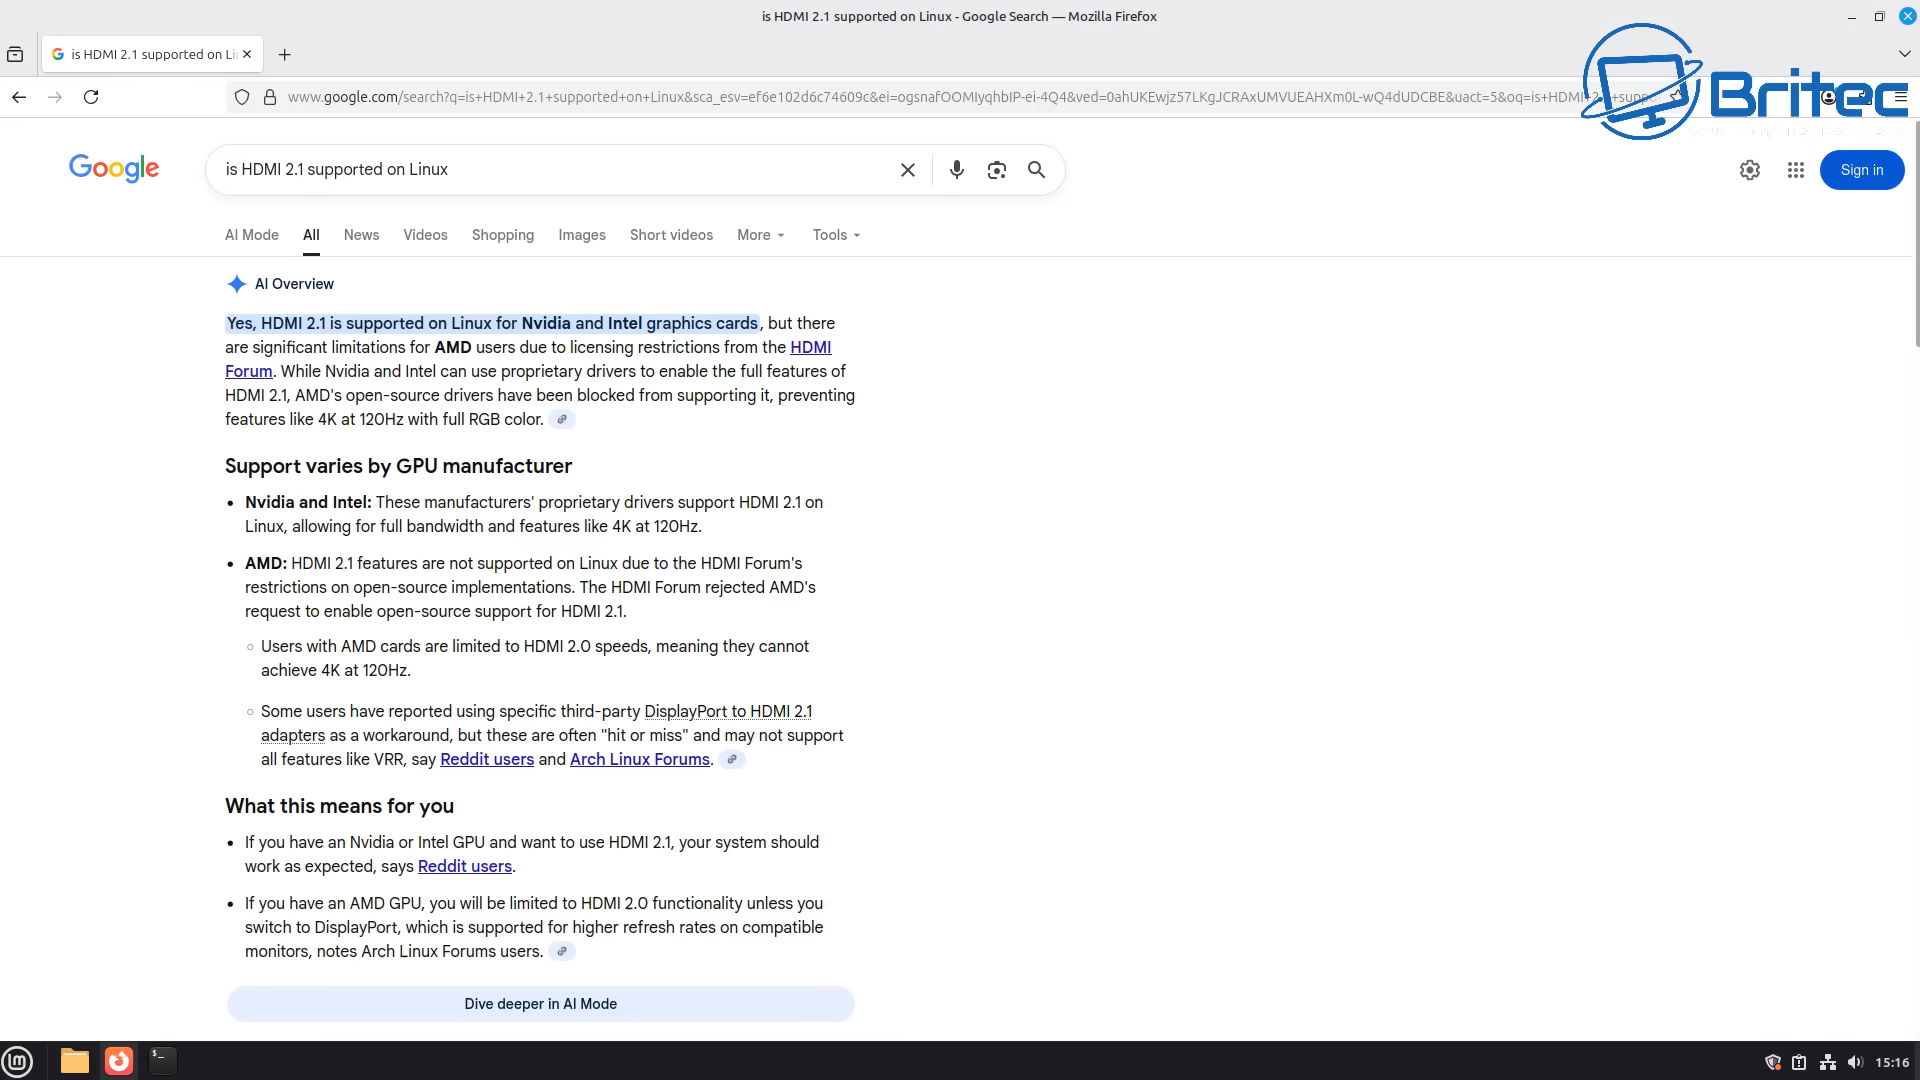 is HDMI 2.1 supported on Linux - Google Search — Mozilla Firefox
is HDMI 2.1 supported on Li
www.google.com/search?q=is+HDMI+2.1+supported+on+Linux&sca_esv=ef6e102d6c74609c&ei=ogsnafOOMIyqhbIP-ei-4Q4&ved=0ahUKEwjz57LKgJCRAxUMVUEAHXm0L-wQ4dUDCBE&uact=5&oq=is+HDMI+2.1+suppo
Britec
Google
is HDMI 2.1 supported on Linux
Sign in
AI Mode All News Videos Shopping Images Short videos More Tools
AI Overview
Yes, HDMI 2.1 is supported on Linux for Nvidia and Intel graphics cards, but there
are significant limitations for AMD users due to licensing restrictions from the HDMI
Forum. While Nvidia and Intel can use proprietary drivers to enable the full features of
HDMI 2.1, AMD's open-source drivers have been blocked from supporting it, preventing
features like 4K at 120Hz with full RGB color.
Support varies by GPU manufacturer
• Nvidia and Intel: These manufacturers' proprietary drivers support HDMI 2.1 on
Linux, allowing for full bandwidth and features like 4K at 120Hz.
• AMD: HDMI 2.1 features are not supported on Linux due to the HDMI Forum's
restrictions on open-source implementations. The HDMI Forum rejected AMD's
request to enable open-source support for HDMI 2.1.
○ Users with AMD cards are limited to HDMI 2.0 speeds, meaning they cannot
achieve 4K at 120Hz.
○ Some users have reported using specific third-party DisplayPort to HDMI 2.1
adapters as a workaround, but these are often "hit or miss" and may not support
all features like VRR, say Reddit users and Arch Linux Forums.
What this means for you
• If you have an Nvidia or Intel GPU and want to use HDMI 2.1, your system should
work as expected, says Reddit users.
• If you have an AMD GPU, you will be limited to HDMI 2.0 functionality unless you
switch to DisplayPort, which is supported for higher refresh rates on compatible
monitors, notes Arch Linux Forums users.
Dive deeper in AI Mode
15:16